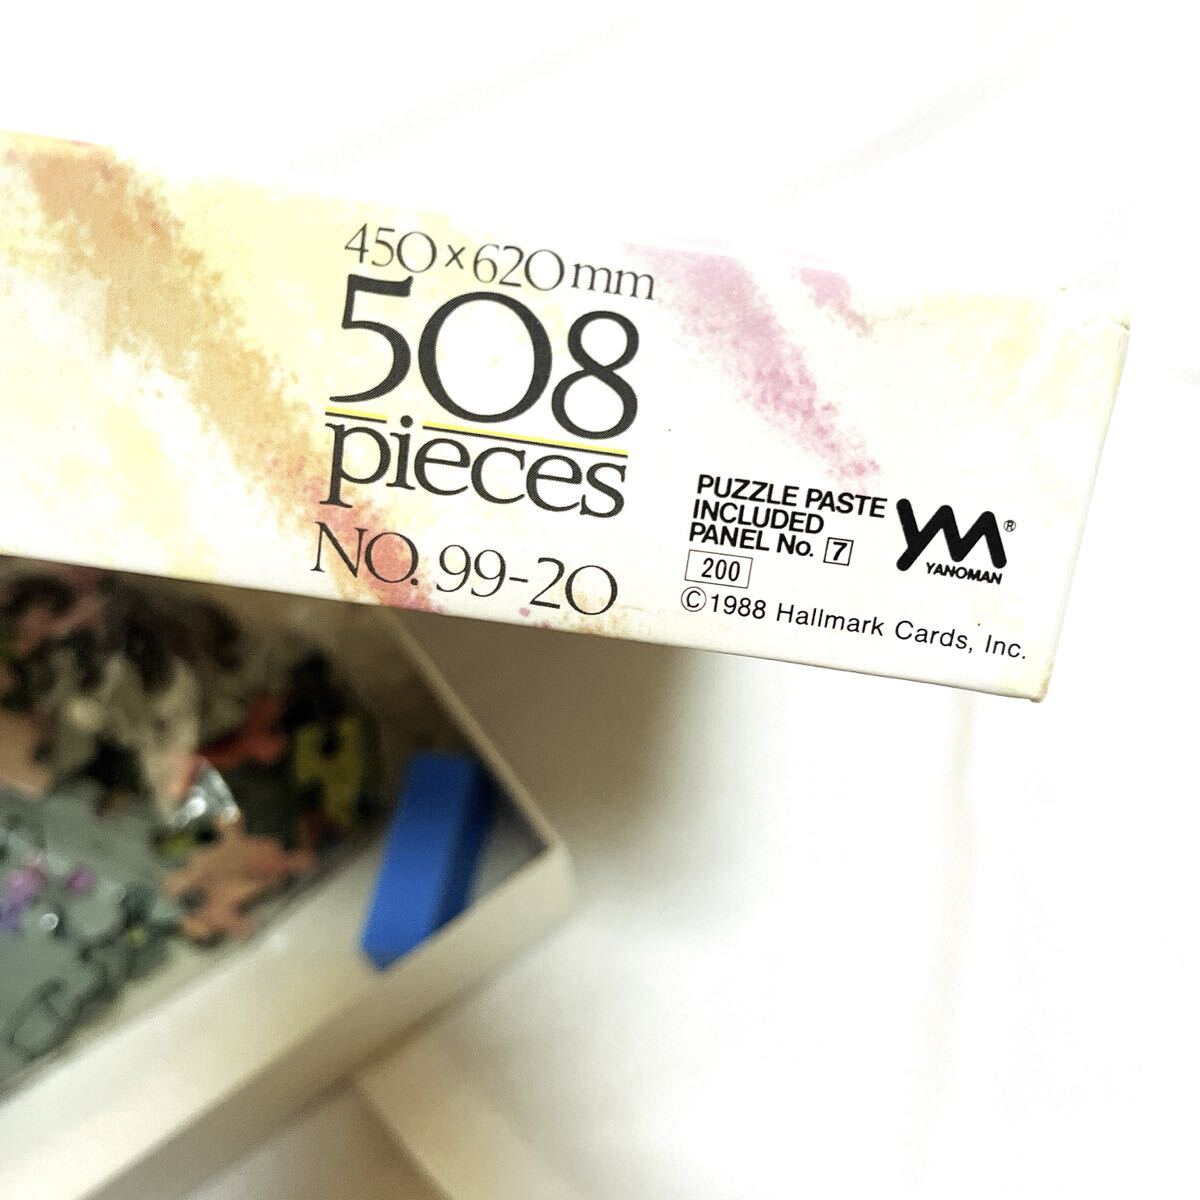 450×620mm
508
pieces
NO. 99-20
PUZZLE PASTE
INCLUDED
PANEL No. 7
200
YM®
YANOMAN
©1988 Hallmark Cards, Inc.